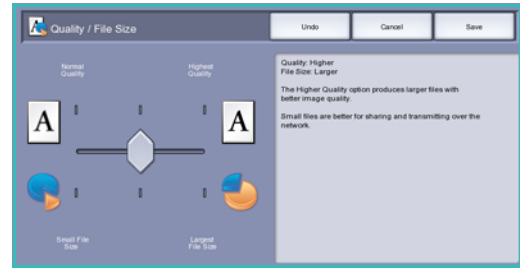 Quality / File Size
Undo
Cancel
Save
Normal
Quality
Highest
Quality
A
A
Small File
Size
Largest
File Size
Quality: Higher
File Size: Larger
The Higher Quality option produces larger files with
better image quality.
Small files are better for sharing and transmitting over the
network.